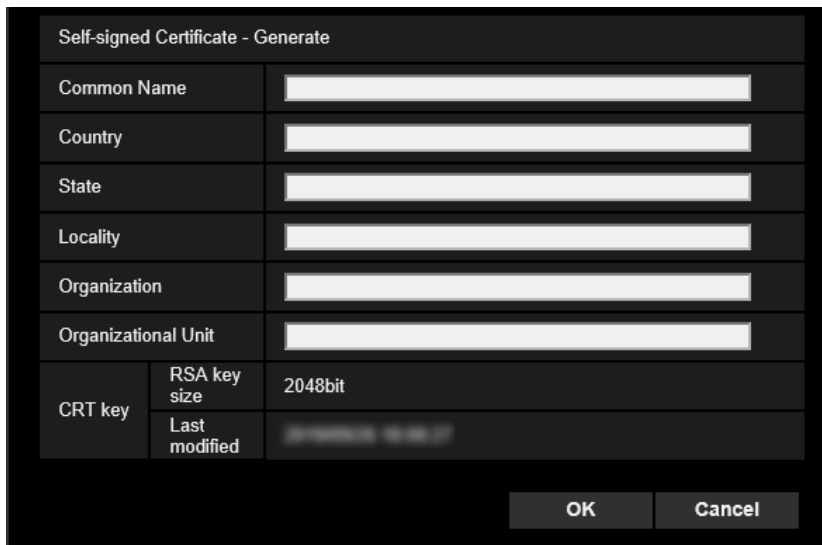 Self-signed Certificate - Generate
Common Name
Country
State
Locality
Organization
Organizational Unit
CRT key
RSA key
size
2048bit
Last
modified
OK
Cancel